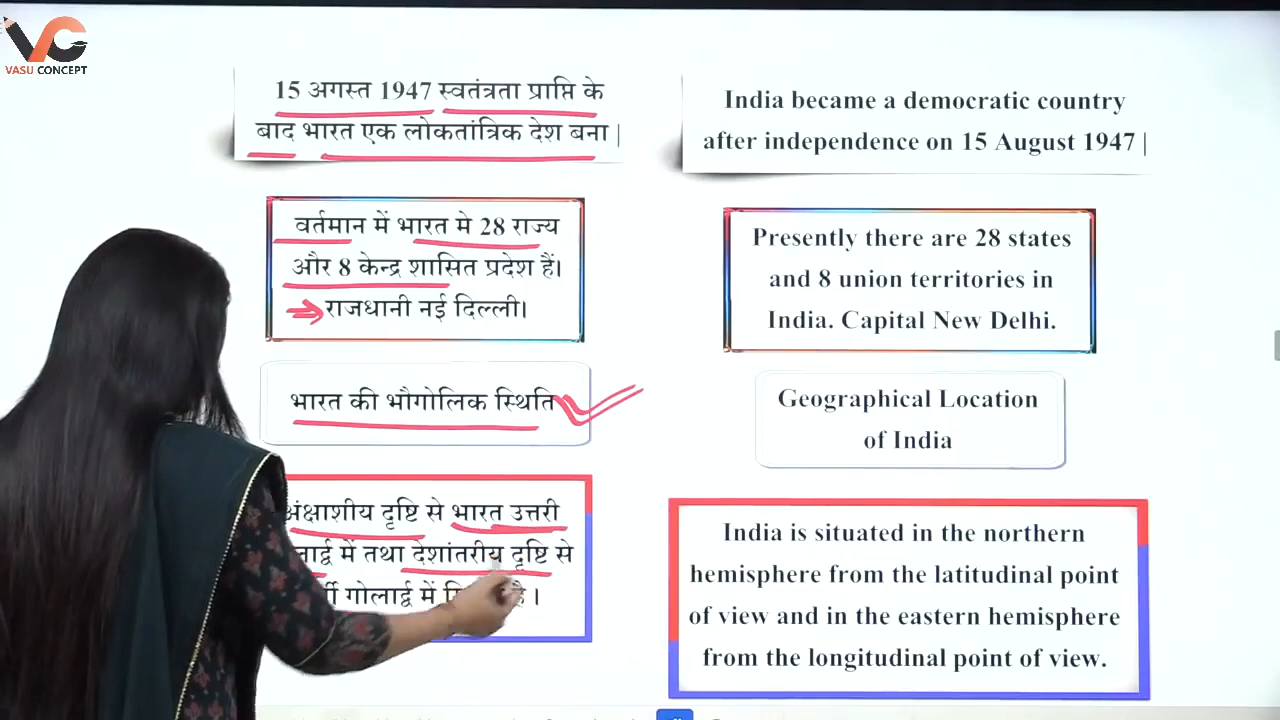 VASU CONCEPT
15 अगस्त 1947 स्वतंत्रता प्राप्ति के
बाद भारत एक लोकतांत्रिक देश बना |
India became a democratic country
after independence on 15 August 1947 |
वर्तमान में भारत मे 28 राज्य
और 8 केन्द्र शासित प्रदेश हैं।
राजधानी नई दिल्ली।
Presently there are 28 states
and 8 union territories in
India. Capital New Delhi.
भारत की भौगोलिक स्थिति
Geographical Location
of India
अंक्षाशीय दृष्टि से भारत उत्तरी
में तथा देशांतरीय दृष्टि से
गोलार्द्व में है ।
India is situated in the northern
hemisphere from the latitudinal point
of view and in the eastern hemisphere
from the longitudinal point of view.